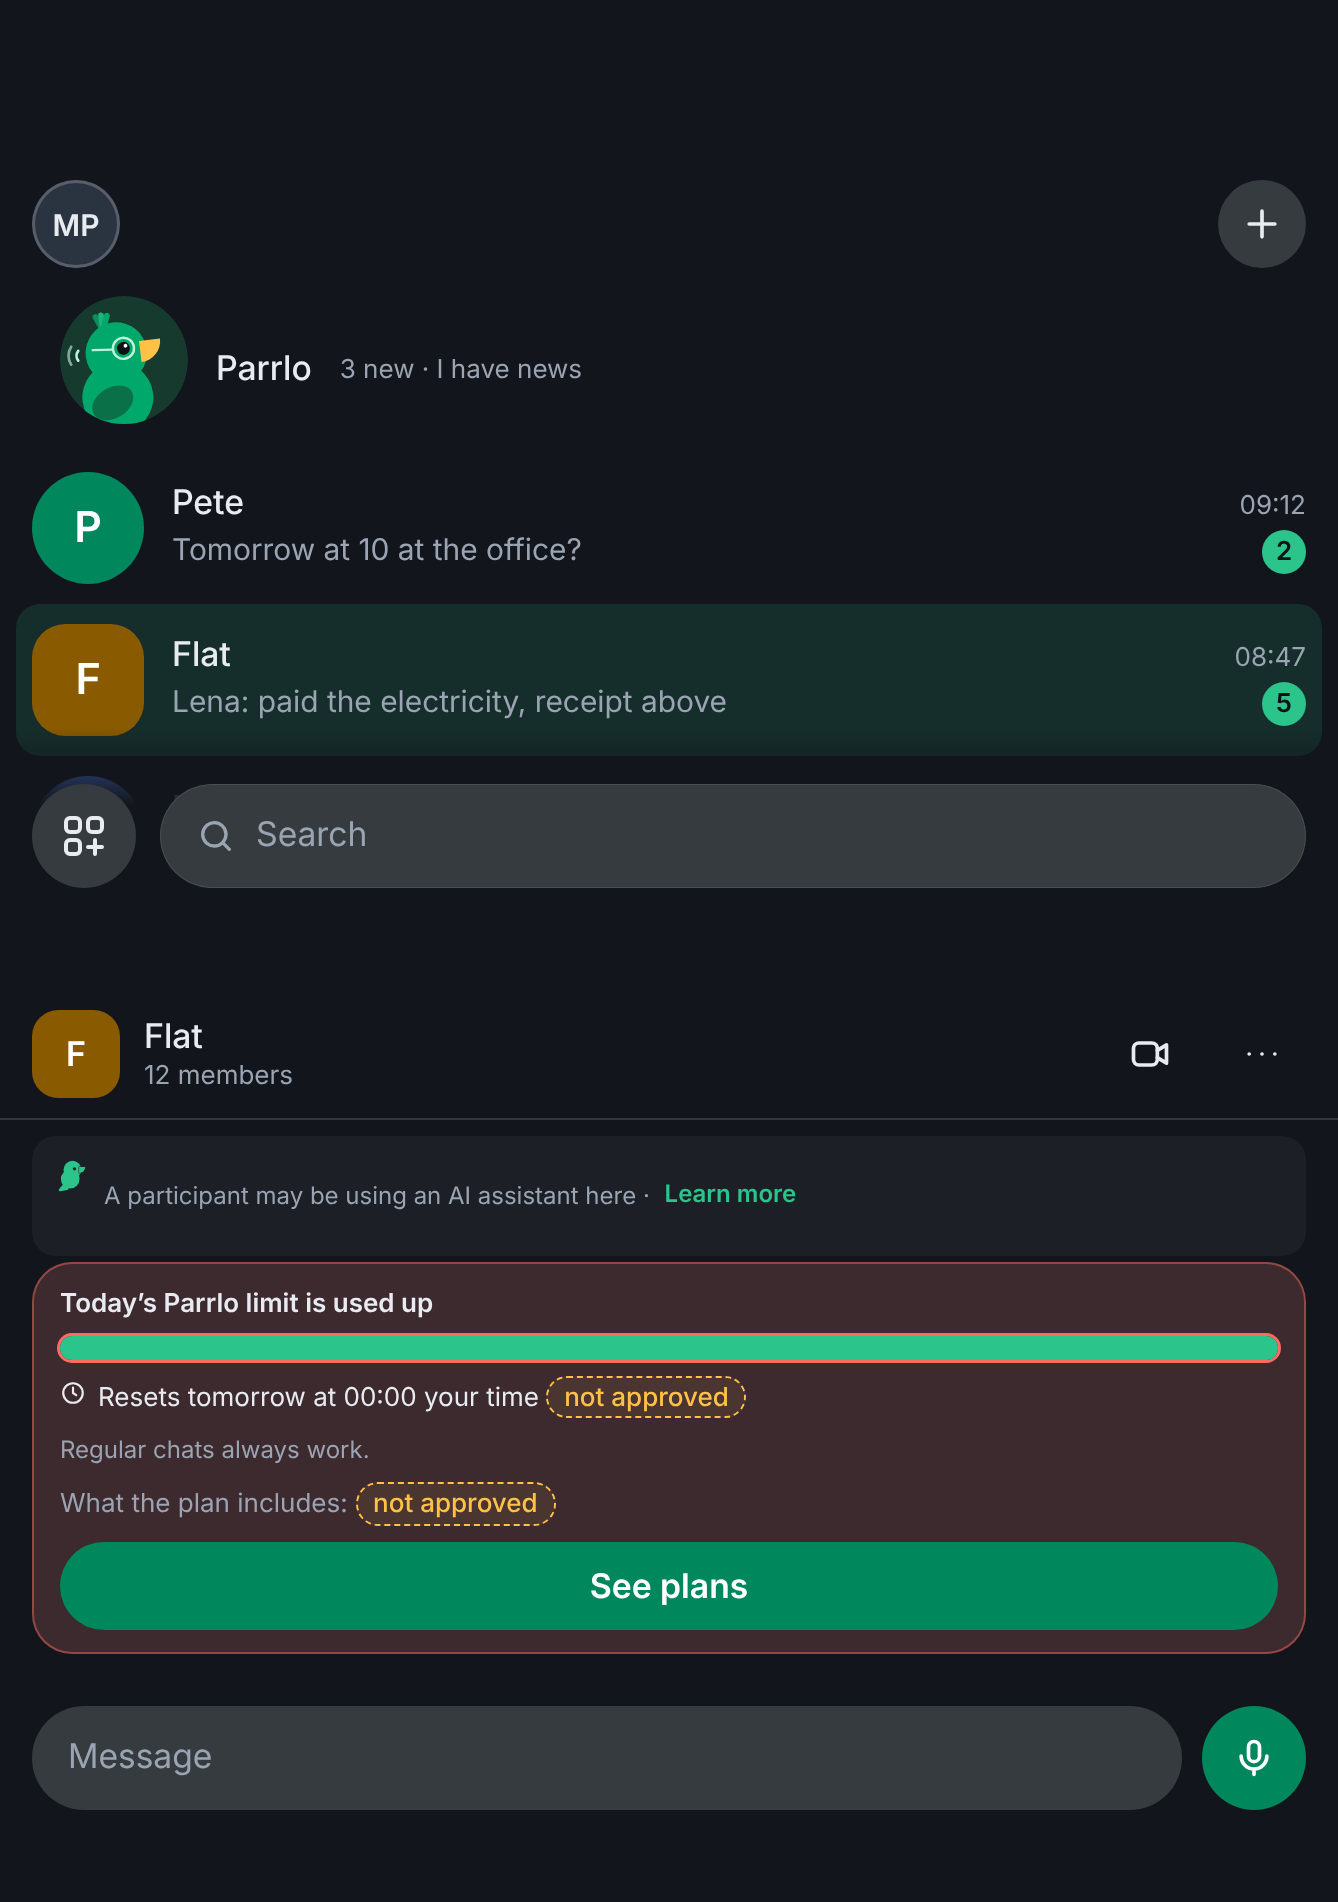 MP
Parrlo 3 new · I have news
P
Pete
09:12
Tomorrow at 10 at the office?
2
F
Flat
08:47
Lena: paid the electricity, receipt above
5
Search
F
Flat
12 members
A participant may be using an AI assistant here · Learn more
Today’s Parrlo limit is used up
Resets tomorrow at 00:00 your time not approved
Regular chats always work.
What the plan includes: not approved
See plans
Message